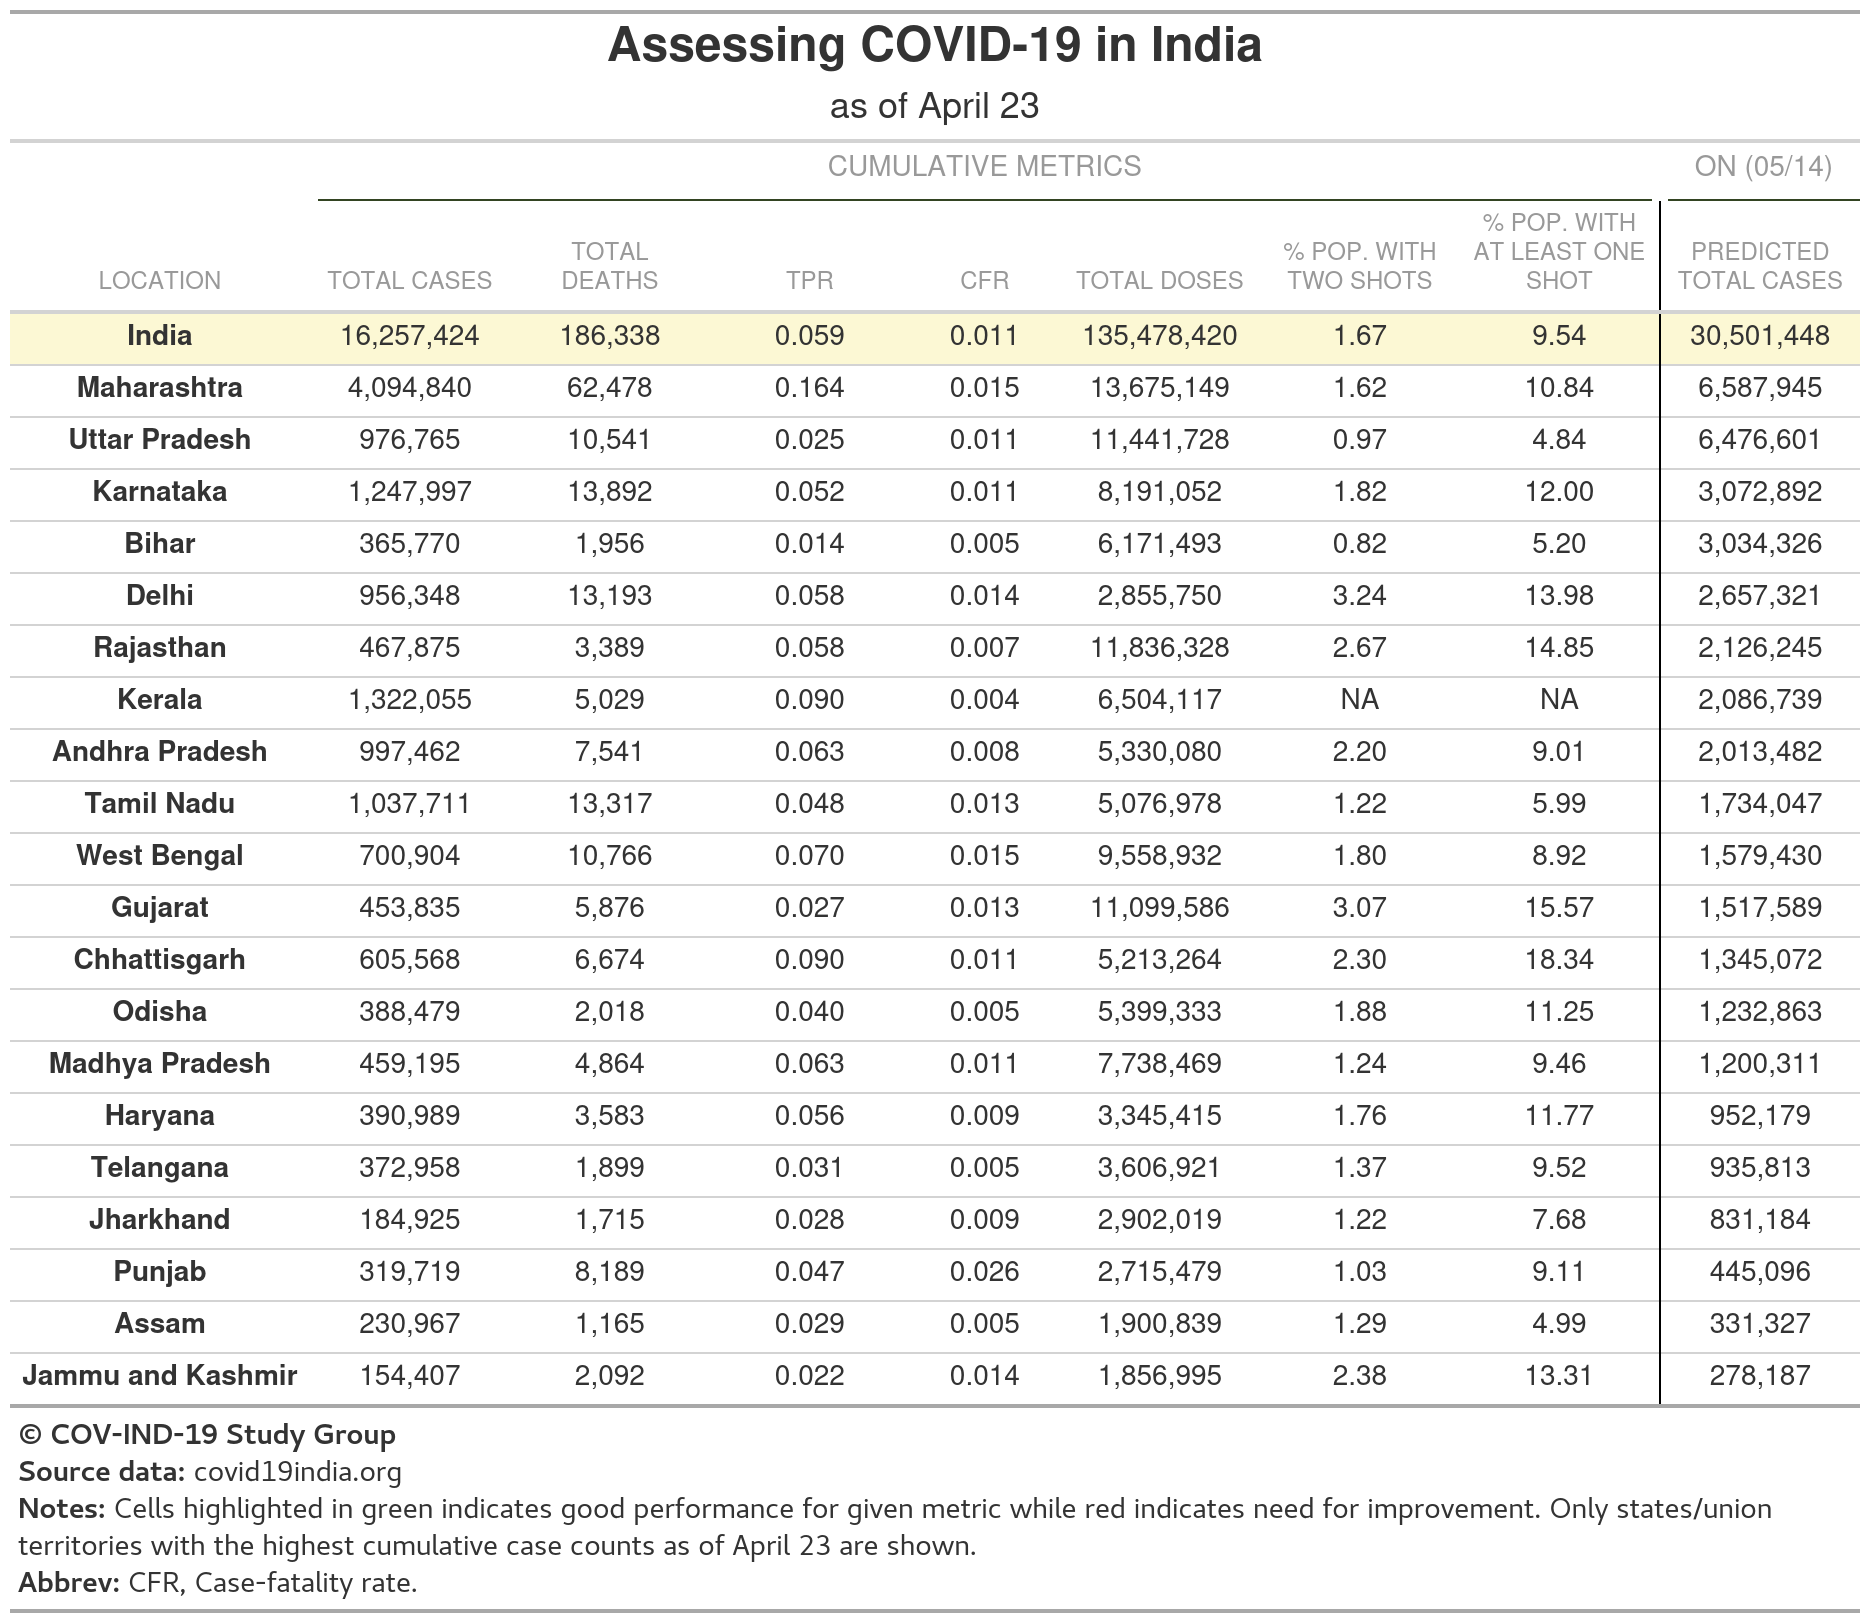 Assessing COVID-19 in India
as of April 23
CUMULATIVE METRICS ON (05/14)
LOCATION TOTAL CASES TOTAL DEATHS TPR CFR TOTAL DOSES % POP. WITH TWO SHOTS % POP. WITH AT LEAST ONE SHOT PREDICTED TOTAL CASES
India 16,257,424 186,338 0.059 0.011 135,478,420 1.67 9.54 30,501,448
Maharashtra 4,094,840 62,478 0.164 0.015 13,675,149 1.62 10.84 6,587,945
Uttar Pradesh 976,765 10,541 0.025 0.011 11,441,728 0.97 4.84 6,476,601
Karnataka 1,247,997 13,892 0.052 0.011 8,191,052 1.82 12.00 3,072,892
Bihar 365,770 1,956 0.014 0.005 6,171,493 0.82 5.20 3,034,326
Delhi 956,348 13,193 0.058 0.014 2,855,750 3.24 13.98 2,657,321
Rajasthan 467,875 3,389 0.058 0.007 11,836,328 2.67 14.85 2,126,245
Kerala 1,322,055 5,029 0.090 0.004 6,504,117 NA NA 2,086,739
Andhra Pradesh 997,462 7,541 0.063 0.008 5,330,080 2.20 9.01 2,013,482
Tamil Nadu 1,037,711 13,317 0.048 0.013 5,076,978 1.22 5.99 1,734,047
West Bengal 700,904 10,766 0.070 0.015 9,558,932 1.80 8.92 1,579,430
Gujarat 453,835 5,876 0.027 0.013 11,099,586 3.07 15.57 1,517,589
Chhattisgarh 605,568 6,674 0.090 0.011 5,213,264 2.30 18.34 1,345,072
Odisha 388,479 2,018 0.040 0.005 5,399,333 1.88 11.25 1,232,863
Madhya Pradesh 459,195 4,864 0.063 0.011 7,738,469 1.24 9.46 1,200,311
Haryana 390,989 3,583 0.056 0.009 3,345,415 1.76 11.77 952,179
Telangana 372,958 1,899 0.031 0.005 3,606,921 1.37 9.52 935,813
Jharkhand 184,925 1,715 0.028 0.009 2,902,019 1.22 7.68 831,184
Punjab 319,719 8,189 0.047 0.026 2,715,479 1.03 9.11 445,096
Assam 230,967 1,165 0.029 0.005 1,900,839 1.29 4.99 331,327
Jammu and Kashmir 154,407 2,092 0.022 0.014 1,856,995 2.38 13.31 278,187
© COV-IND-19 Study Group
Source data: covid19india.org
Notes: Cells highlighted in green indicates good performance for given metric while red indicates need for improvement. Only states/union
territories with the highest cumulative case counts as of April 23 are shown.
Abbrev: CFR, Case-fatality rate.